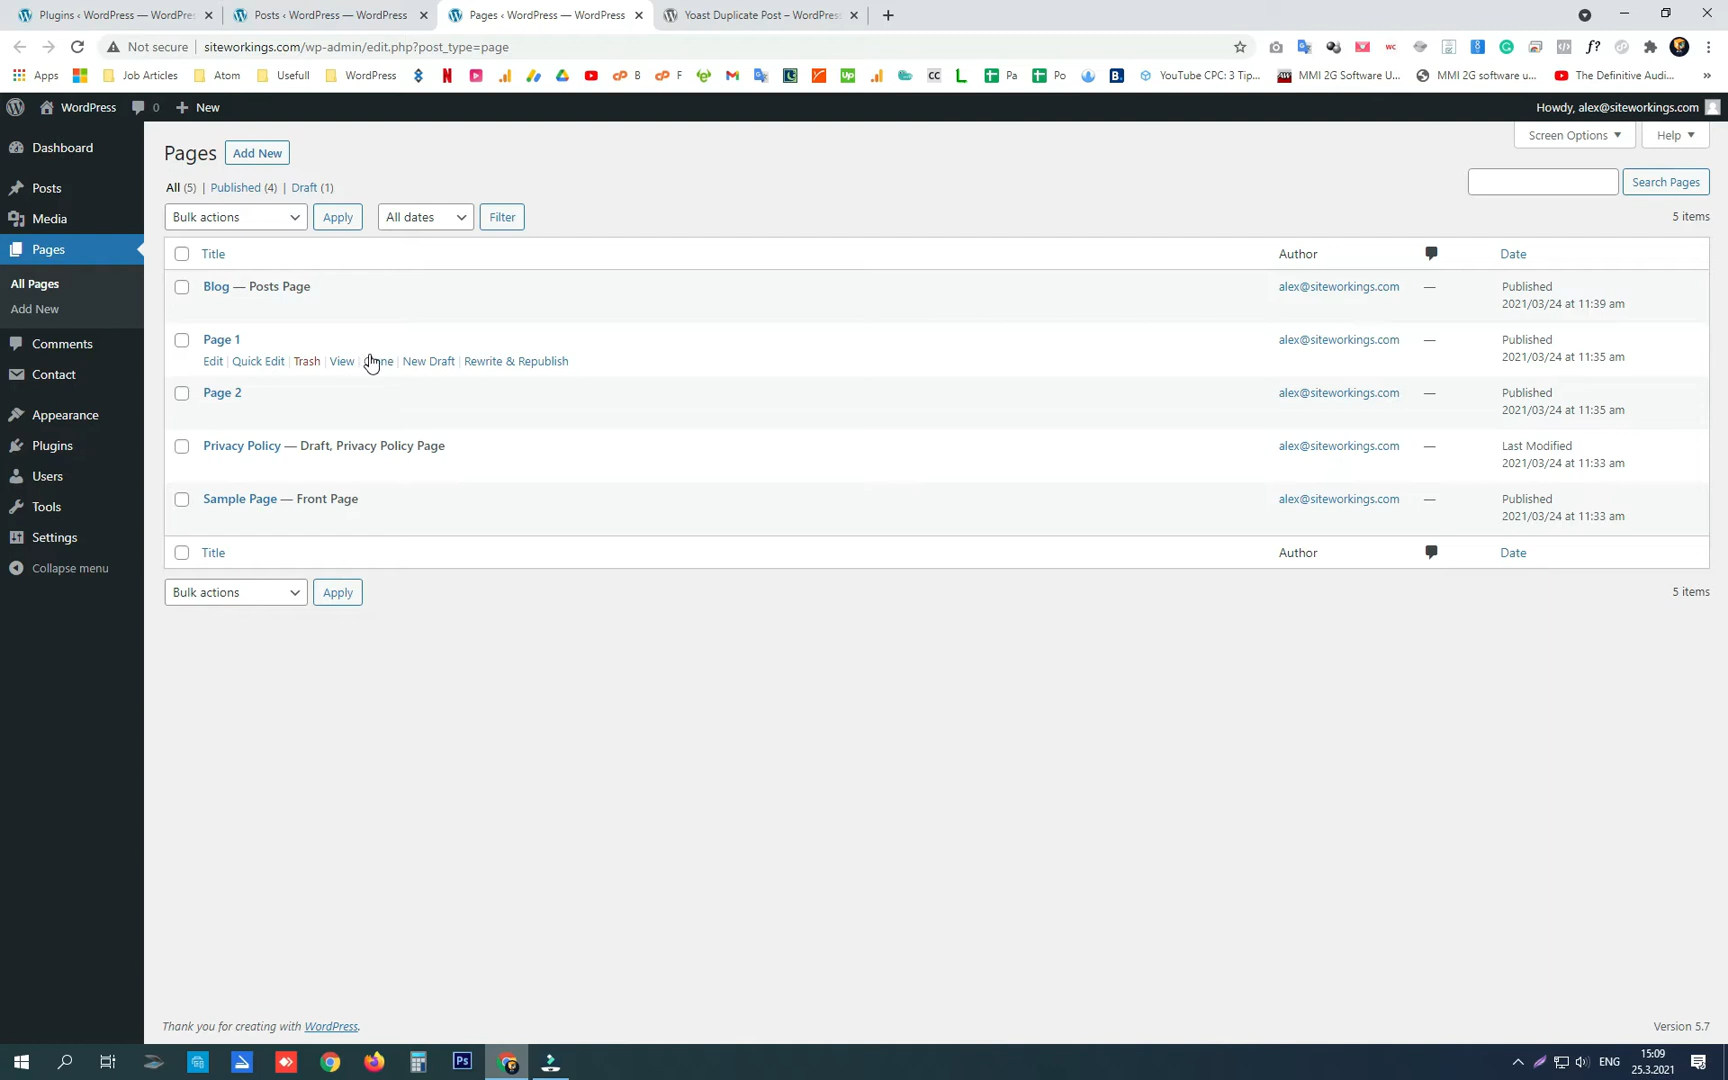 Plugins ‹ WordPress — WordPre
Posts ‹ WordPress — WordPress
Pages ‹ WordPress — WordPress
Yoast Duplicate Post – WordPress
Not secure
siteworkings.com/wp-admin/edit.php?post_type=page
Apps
Job Articles
Atom
Usefull
WordPress
B
F
Pa
Po
YouTube CPC: 3 Tip...
MMI 2G Software U...
MMI 2G software u...
The Definitive Audi...
WordPress
0
New
Howdy, alex@siteworkings.com
Screen Options
Help
Dashboard
Posts
Media
Pages
All Pages
Add New
Comments
Contact
Appearance
Plugins
Users
Tools
Settings
Collapse menu
Pages
Add New
All (5) | Published (4) | Draft (1)
Search Pages
Bulk actions
Apply
All dates
Filter
5 items
Title
Author
Date
Blog — Posts Page
alex@siteworkings.com
—
Published
2021/03/24 at 11:39 am
Page 1
Edit | Quick Edit | Trash | View | | New Draft | Rewrite & Republish
alex@siteworkings.com
—
Published
2021/03/24 at 11:35 am
Page 2
alex@siteworkings.com
—
Published
2021/03/24 at 11:35 am
Privacy Policy — Draft, Privacy Policy Page
alex@siteworkings.com
—
Last Modified
2021/03/24 at 11:33 am
Sample Page — Front Page
alex@siteworkings.com
—
Published
2021/03/24 at 11:33 am
Title
Author
Date
Bulk actions
Apply
5 items
Thank you for creating with WordPress.
Version 5.7
ENG
15:09
25.3.2021